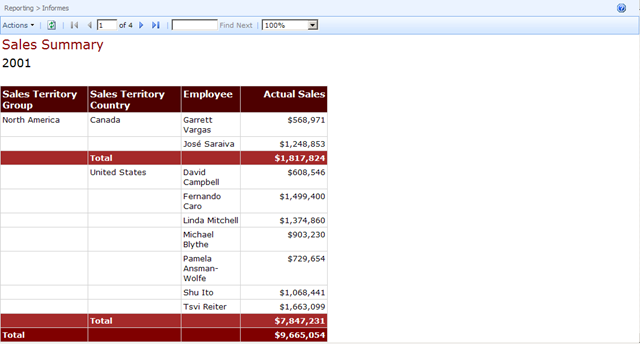 Reporting > Informes
Actions 1 of 4 Find Next 100%
Sales Summary
2001
Sales Territory Group Sales Territory Country Employee Actual Sales
North America Canada Garrett Vargas $568,971
José Saraiva $1,248,853
Total $1,817,824
United States David Campbell $608,546
Fernando Caro $1,499,400
Linda Mitchell $1,374,860
Michael Blythe $903,230
Pamela Ansman-Wolfe $729,654
Shu Ito $1,068,441
Tsvi Reiter $1,663,099
Total $7,847,231
Total $9,665,054